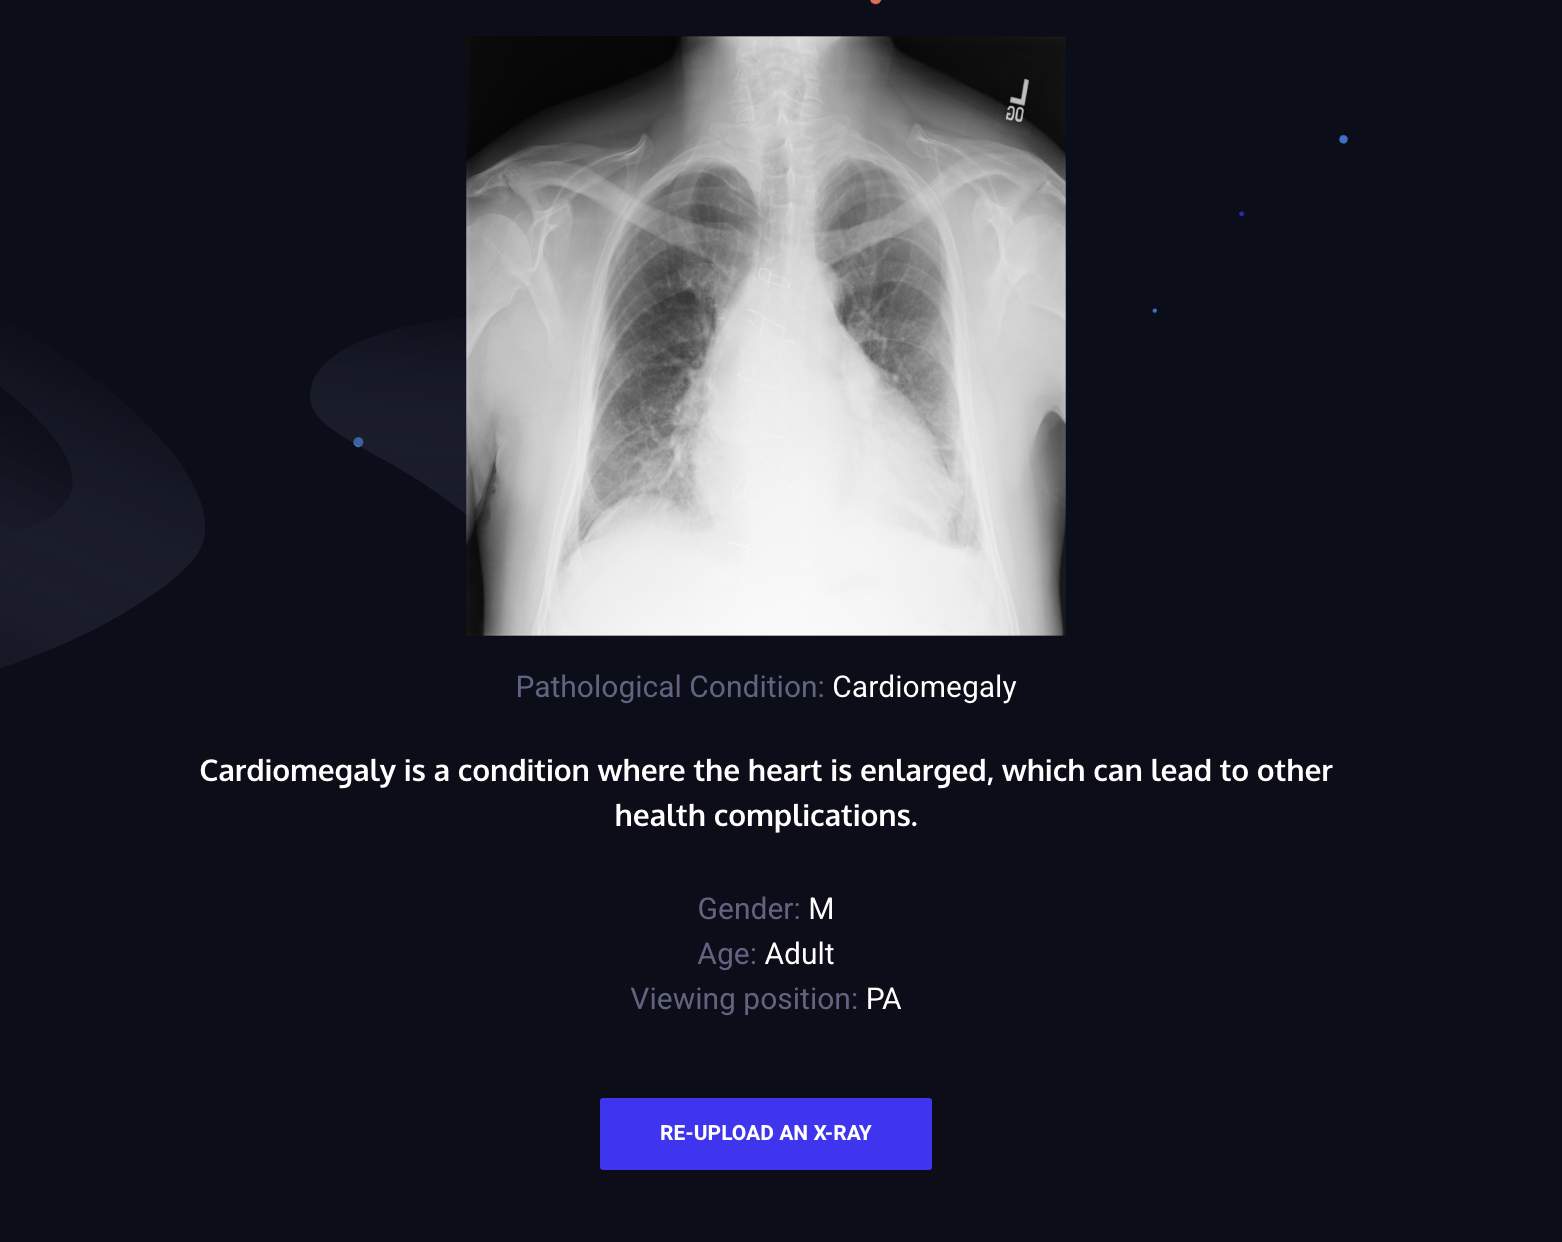 L
GO
Pathological Condition: Cardiomegaly
Cardiomegaly is a condition where the heart is enlarged, which can lead to other
health complications.
Gender: M
Age: Adult
Viewing position: PA
RE-UPLOAD AN X-RAY